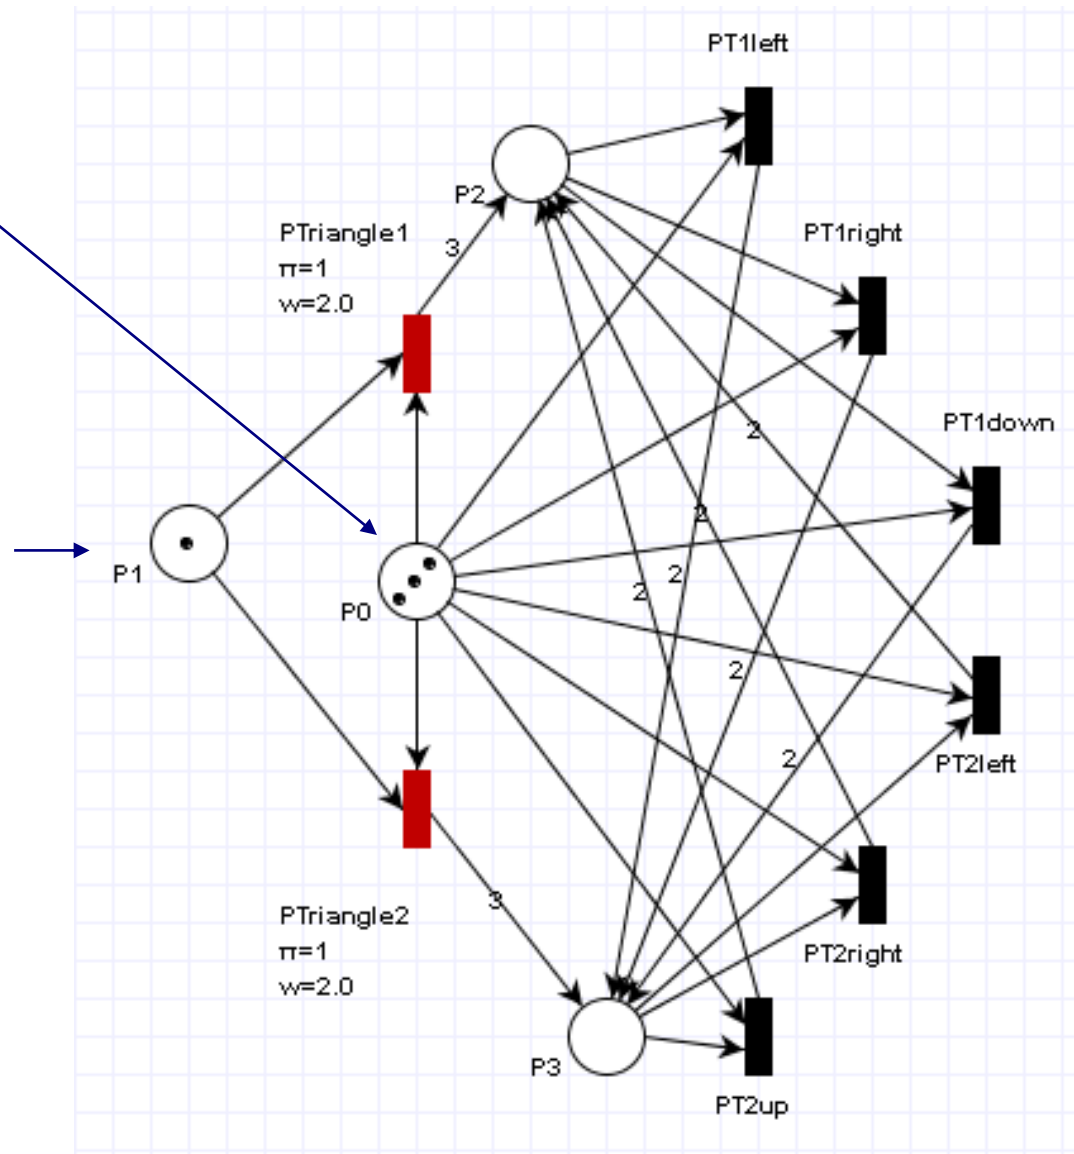 PT1left
P2
PTriangle1
π=1
w=2.0
3
PT1right
PT1down
2
2
2
2
P1
P0
2
2
PT2left
3
PTriangle2
π=1
w=2.0
PT2right
P3
PT2up